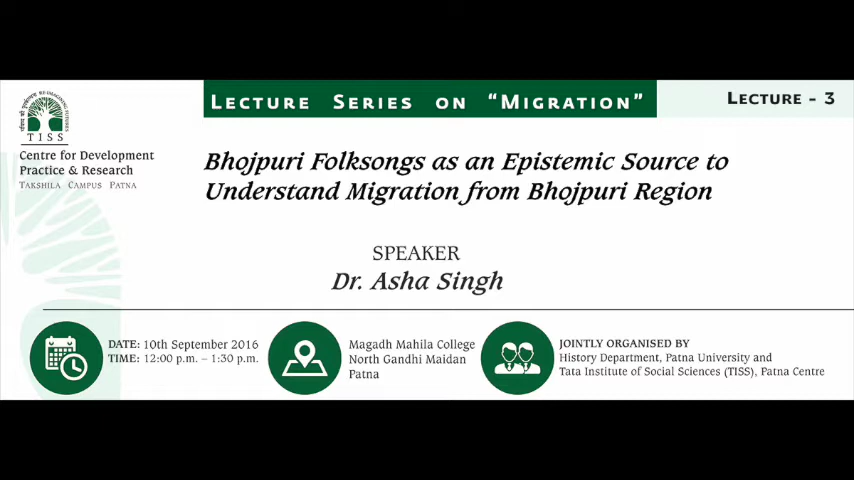 LECTURE SERIES ON "MIGRATION"
LECTURE - 3
RE-IMAGINING FUTURES
TISS
Centre for Development
Practice & Research
TAKSHILA CAMPUS PATNA
Bhojpuri Folksongs as an Epistemic Source to
Understand Migration from Bhojpuri Region
SPEAKER
Dr. Asha Singh
DATE: 10th September 2016
TIME: 12:00 p.m. – 1:30 p.m.
Magadh Mahila College
North Gandhi Maidan
Patna
JOINTLY ORGANISED BY
History Department, Patna University and
Tata Institute of Social Sciences (TISS), Patna Centre